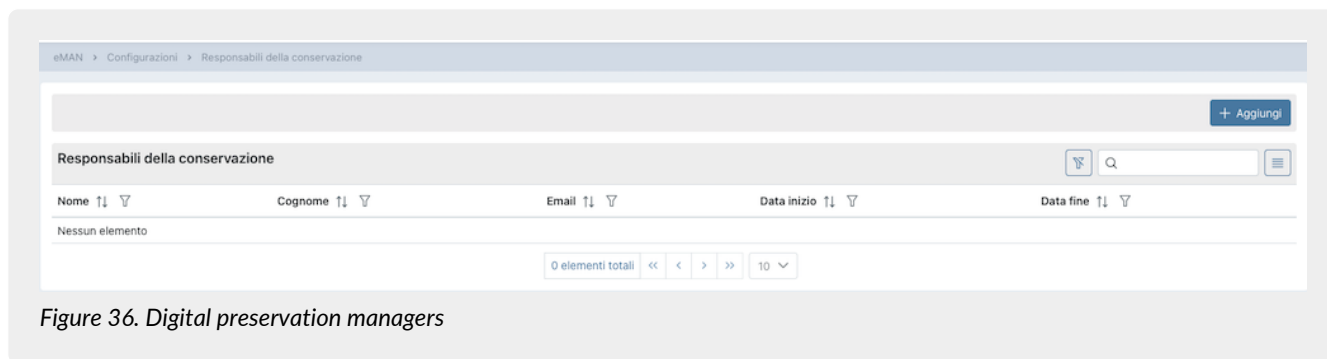 eMAN > Configurazioni > Responsabili della conservazione
+ Aggiungi
Responsabili della conservazione
Nome Cognome Email Data inizio Data fine
Nessun elemento
0 elementi totali << < > >> 10
Figure 36. Digital preservation managers